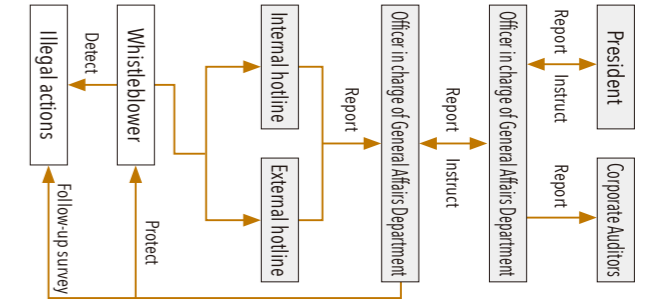 President
Corporate Auditors
Report
Instruct
Report
Officer in charge of General Affairs Department
Report
Instruct
Officer in charge of General Affairs Department
Report
Internal hotline
External hotline
Whistleblower
Detect
Protect
Illegal actions
Follow-up survey